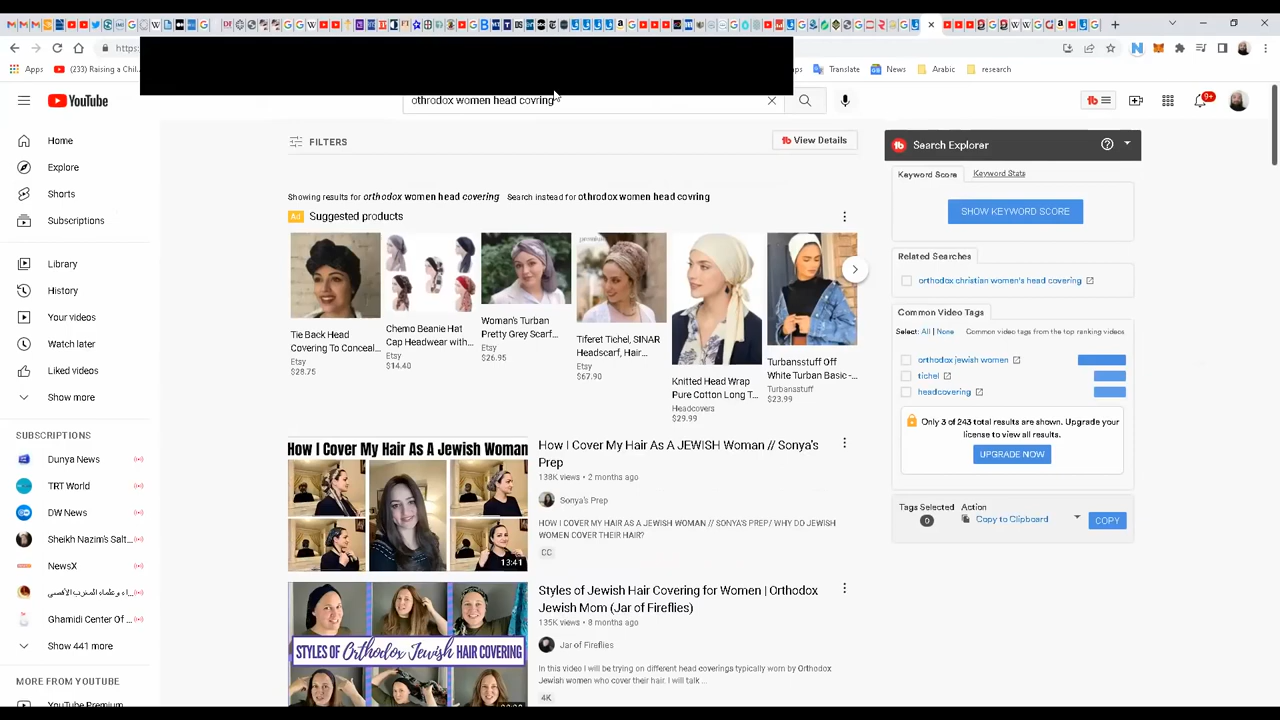 https:
Apps
(233) Raising a Chil...
aps
Translate
News
Arabic
research
YouTube
othrodox women head covring
9+
Home
Explore
Shorts
Subscriptions
Library
History
Your videos
Watch later
Liked videos
Show more
SUBSCRIPTIONS
Dunya News
TRT World
DW News
Sheikh Nazim's Salt...
NewsX
Ghamidi Center Of ...
Show 441 more
MORE FROM YOUTUBE
YouTube Premium
FILTERS
View Details
Showing results for orthodox women head covering Search instead for othrodox women head covring
Ad Suggested products
Tie Back Head
Covering To Conceal...
Etsy
$28.75
Chemo Beanie Hat
Cap Headwear with...
Etsy
$14.40
Woman's Turban
Pretty Grey Scarf...
Etsy
$26.95
Tiferet Tichel, SINAR
Headscarf, Hair...
Etsy
$67.90
Knitted Head Wrap
Pure Cotton Long T...
Headcovers
$29.99
Turbansstuff Off
White Turban Basic -...
Turbansstuff
$23.99
How I Cover My Hair As a Jewish Woman
13:41
How I Cover My Hair As A JEWISH Woman // Sonya's
Prep
138K views • 2 months ago
Sonya's Prep
HOW I COVER MY HAIR AS A JEWISH WOMAN // SONYA'S PREP/ WHY DO JEWISH
WOMEN COVER THEIR HAIR?
CC
STYLES OF Orthodox Jewish HAIR COVERING
Styles of Jewish Hair Covering for Women | Orthodox
Jewish Mom (Jar of Fireflies)
135K views • 8 months ago
Jar of Fireflies
In this video I will be trying on different head coverings typically worn by Orthodox
Jewish women who cover their hair. I will talk ...
4K
Search Explorer
Keyword Score
Keyword Stats
SHOW KEYWORD SCORE
Related Searches
orthodox christian women's head covering
Common Video Tags
Select: All | None Common video tags from the top ranking videos
orthodox jewish women
tichel
headcovering
Only 3 of 243 total results are shown. Upgrade your
license to view all results.
UPGRADE NOW
Tags Selected
0
Action
Copy to Clipboard
COPY